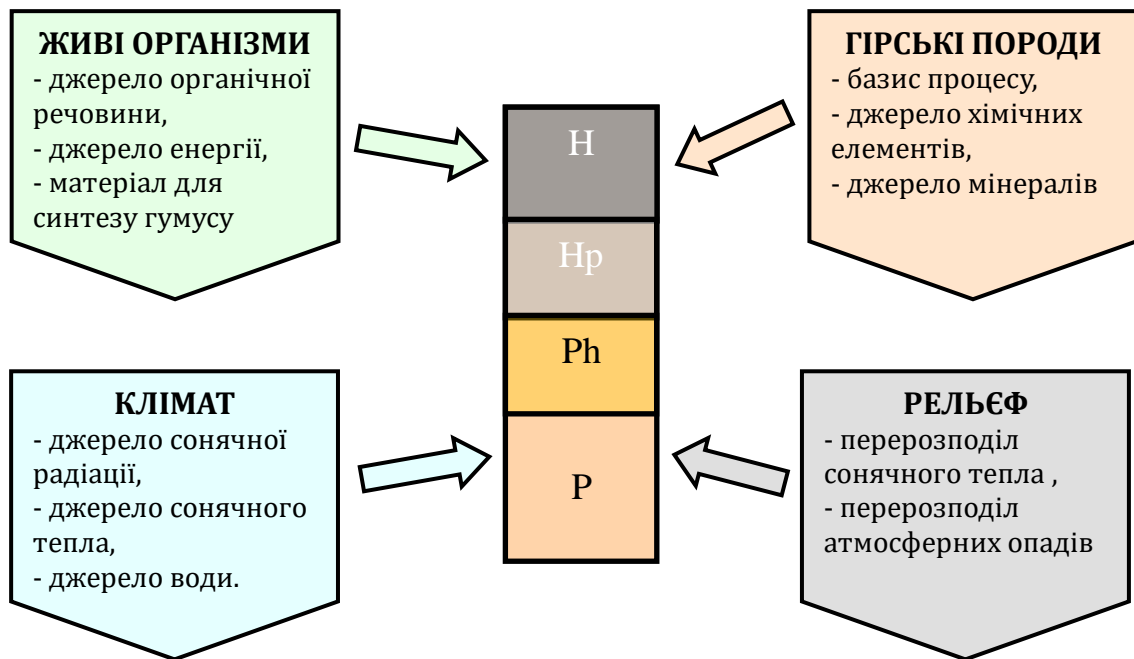 ЖИВІ ОРГАНІЗМИ
- джерело органічної
речовини,
- джерело енергії,
- матеріал для
синтезу гумусу
ГІРСЬКІ ПОРОДИ
- базис процесу,
- джерело хімічних
елементів,
- джерело мінералів
H
Hp
Ph
P
КЛІМАТ
- джерело сонячної
радіації,
- джерело сонячного
тепла,
- джерело води.
РЕЛЬЄФ
- перерозподіл
сонячного тепла ,
- перерозподіл
атмосферних опадів